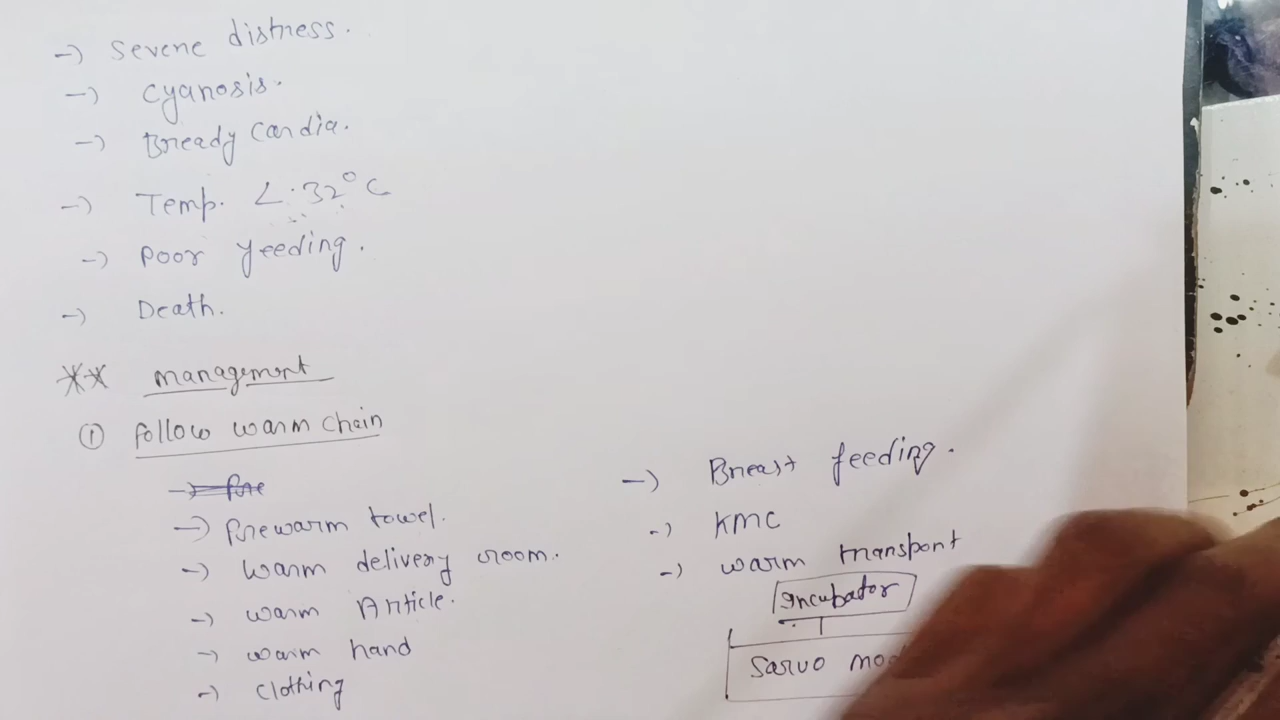 -) Severe distress.
-) Cyanosis.
-) Bready Cardia.
-) Temp. <.32°C
-) Poor feeding.
-) Death.
** management
① follow warm chain
-) Pre
-) Prewarm towel.
-) warm delivery room.
-) warm Article.
-) warm hand
-) Clothing
-) Breast feeding.
-) KMC
-) warm transport
Incubator
Sarvo